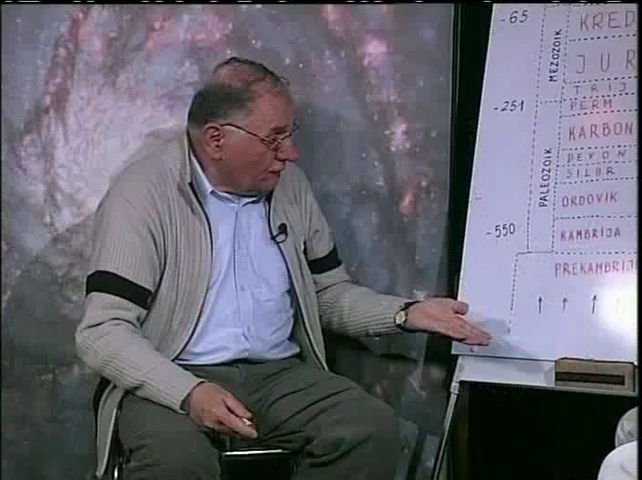 -65
MEZOZOIK
KRED
JUR
TRIJ
-251
PERM
PALEOZOIK
KARBON
DEVON
SILUR
ORDOVIK
-550
KAMBRIJA
PREKAMBRIJ